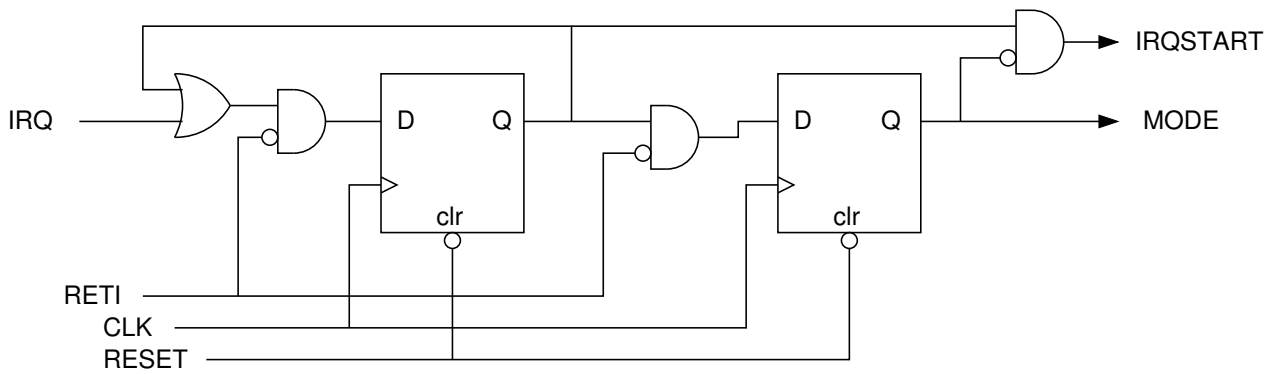 IRQSTART
IRQ
D
Q
D
Q
MODE
clr
clr
RETI
CLK
RESET